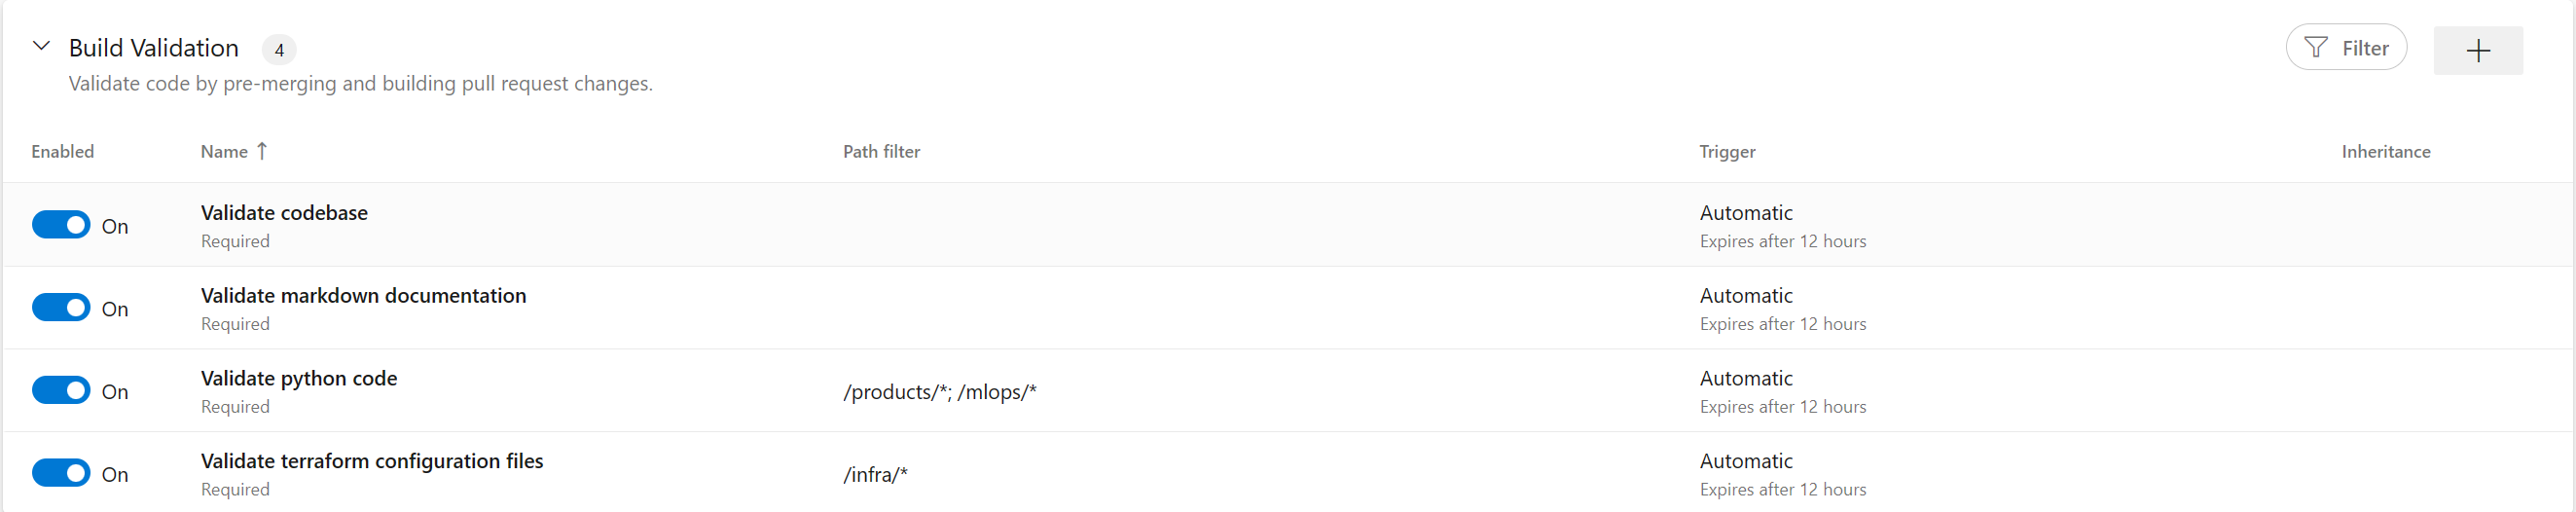 Build Validation 4
Filter
Validate code by pre-merging and building pull request changes.
Enabled Name ↑ Path filter Trigger Inheritance
On Validate codebase Automatic
Required Expires after 12 hours
On Validate markdown documentation Automatic
Required Expires after 12 hours
On Validate python code /products/*; /mlops/* Automatic
Required Expires after 12 hours
On Validate terraform configuration files /infra/* Automatic
Required Expires after 12 hours